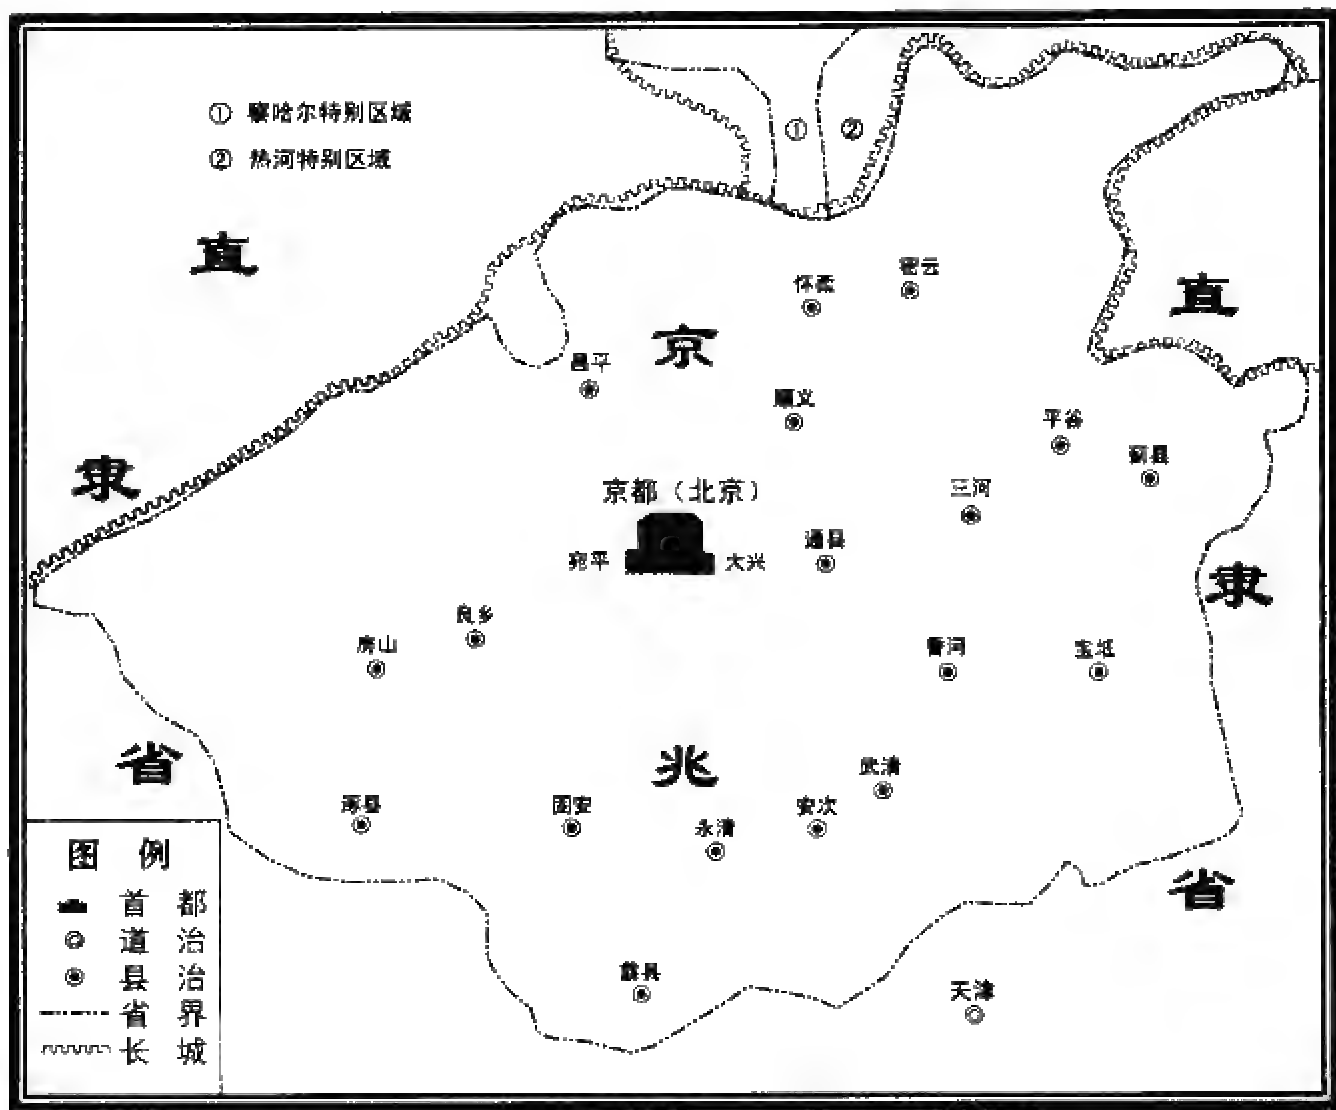 ① 察哈尔特别区域
② 热河特别区域
① ②
直
隶
省
直
隶
省
京
兆
怀柔
密云
昌平
顺义
平谷
蓟县
三河
京都（北京）
宛平
大兴
通县
良乡
房山
香河
宝坻
武清
涿县
固安
永清
安次
霸县
天津
图例
首都
道治
县治
省界
长城